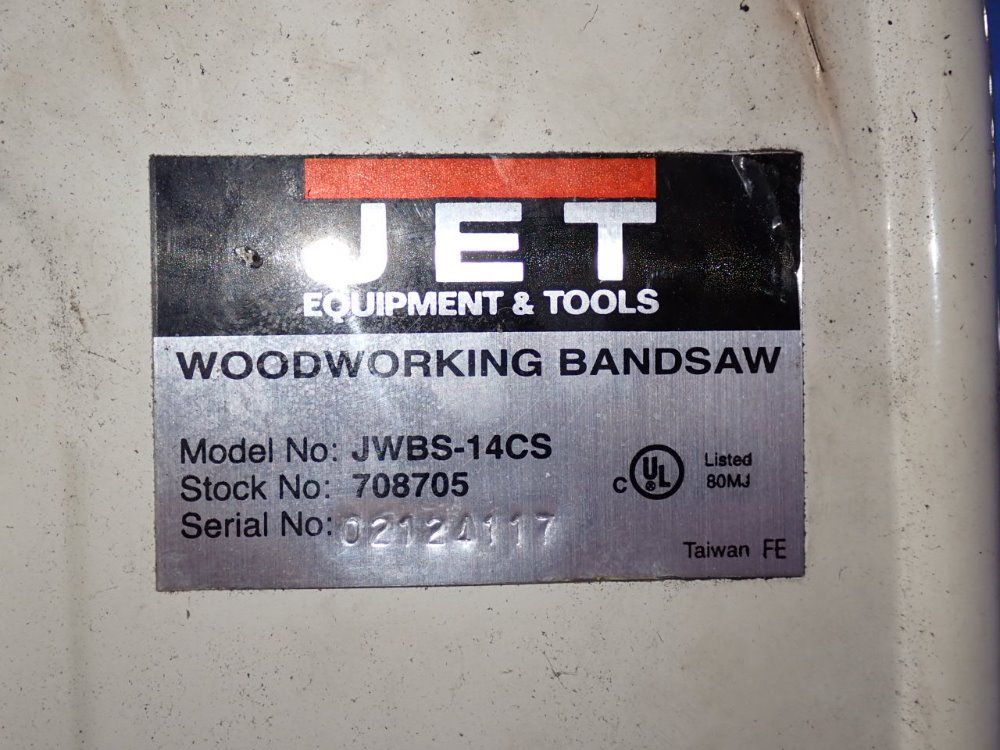 JET
EQUIPMENT & TOOLS
WOODWORKING BANDSAW
Model No: JWBS-14CS
Stock No: 708705
Serial No: 02124117
C UL ® Listed
80MJ
Taiwan FE